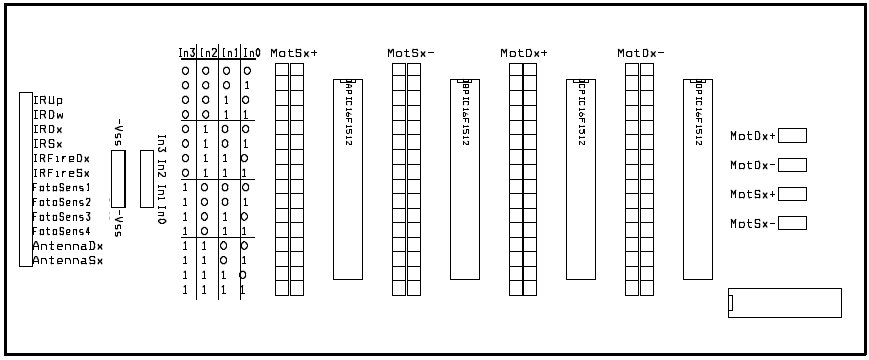 In3 In2 In1 In0
MotSx+
MotSx-
MotDx+
MotDx-
0 0 0 0
0 0 0 1
0 0 1 0
0 0 1 1
0 1 0 0
0 1 0 1
0 1 1 0
0 1 1 1
1 0 0 0
1 0 0 1
1 0 1 0
1 0 1 1
1 1 0 0
1 1 0 1
1 1 1 0
1 1 1 1
IRUp
IRDw
IRDx
IRSx
IRFireDx
IRFireSx
FotoSens1
FotoSens2
FotoSens3
FotoSens4
AntennaDx
AntennaSx
-Vss
-Vss
In3 In2 In1 In0
APIC16F1512
BPIC16F1512
CPIC16F1512
DPIC16F1512
MotDx+
MotDx-
MotSx+
MotSx-